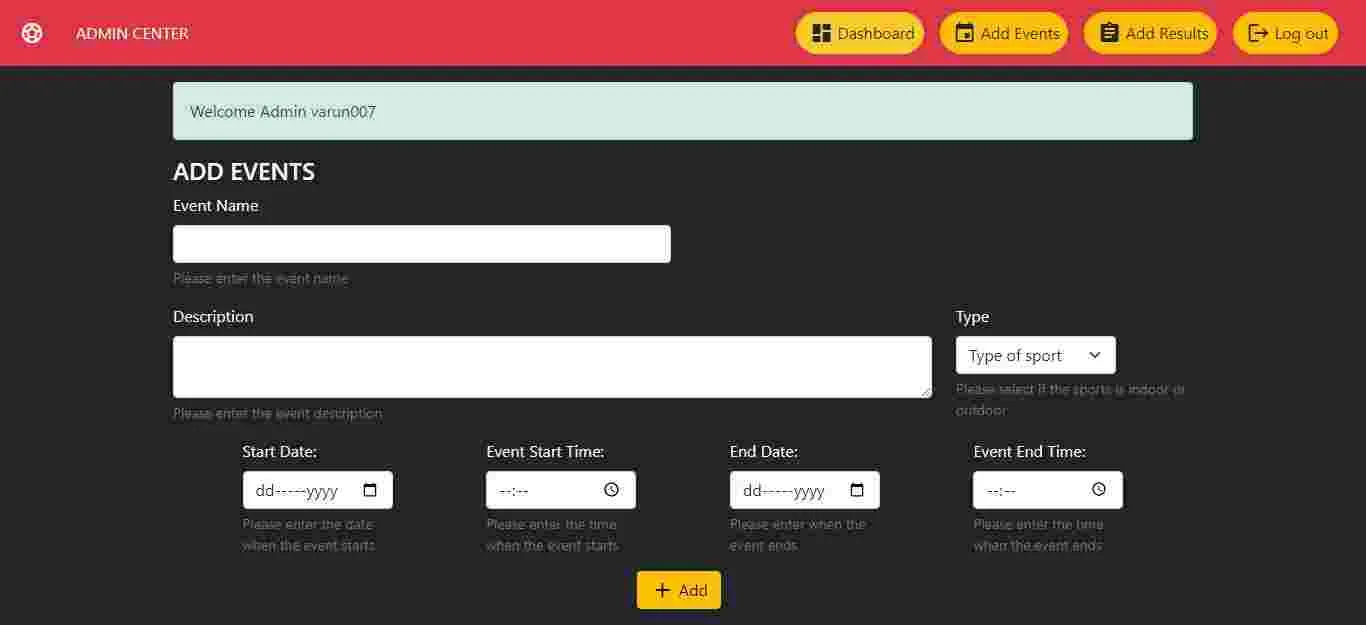 ADMIN CENTER
Dashboard
Add Events
Add Results
Log out
Welcome Admin varun007
ADD EVENTS
Event Name
Please enter the event name
Description
Type
Type of sport
Please enter the event description
Please select if the sports is indoor or
outdoor
Start Date:
Event Start Time:
End Date:
Event End Time:
dd-----yyyy
--:--
dd-----yyyy
--:--
Please enter the date
when the event starts
Please enter the time
when the event starts
Please enter when the
event ends
Please enter the time
when the event ends
+ Add